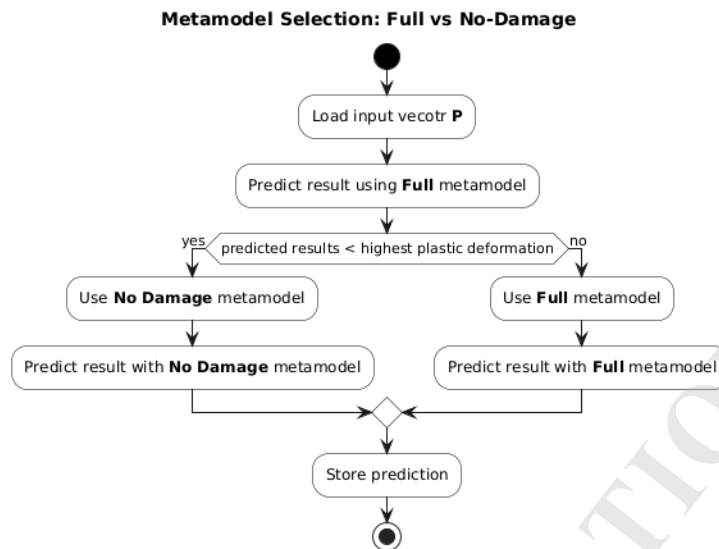 Metamodel Selection: Full vs No-Damage
Load input vecotr P
Predict result using Full metamodel
yes
predicted results < highest plastic deformation
no
Use No Damage metamodel
Use Full metamodel
Predict result with No Damage metamodel
Predict result with Full metamodel
Store prediction